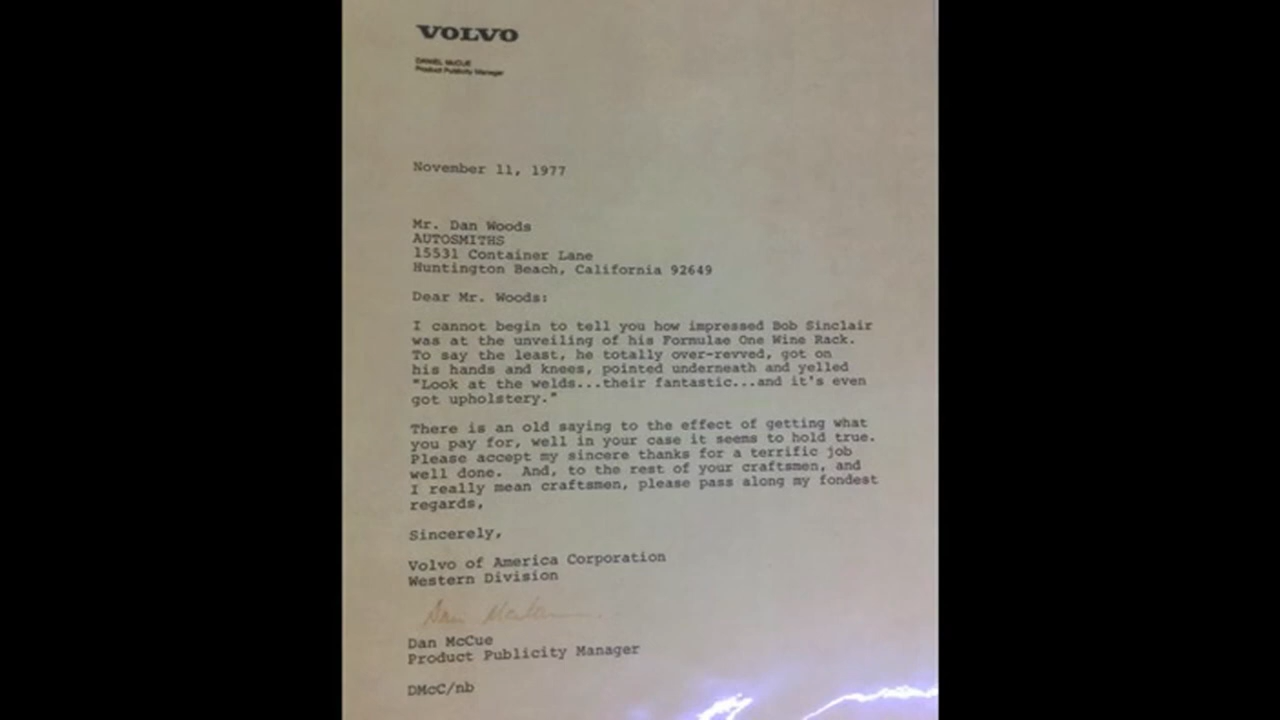 VOLVO
DANIEL McCUE
Product Publicity Manager
November 11, 1977
Mr. Dan Woods
AUTOSMITHS
15531 Container Lane
Huntington Beach, California 92649
Dear Mr. Woods:
I cannot begin to tell you how impressed Bob Sinclair
was at the unveiling of his Formulae One Wine Rack.
To say the least, he totally over-revved, got on
his hands and knees, pointed underneath and yelled
"Look at the welds...their fantastic...and it's even
got upholstery."
There is an old saying to the effect of getting what
you pay for, well in your case it seems to hold true.
Please accept my sincere thanks for a terrific job
well done. And, to the rest of your craftsmen, and
I really mean craftsmen, please pass along my fondest
regards,
Sincerely,
Volvo of America Corporation
Western Division
Dan McCue
Product Publicity Manager
DMcC/nb